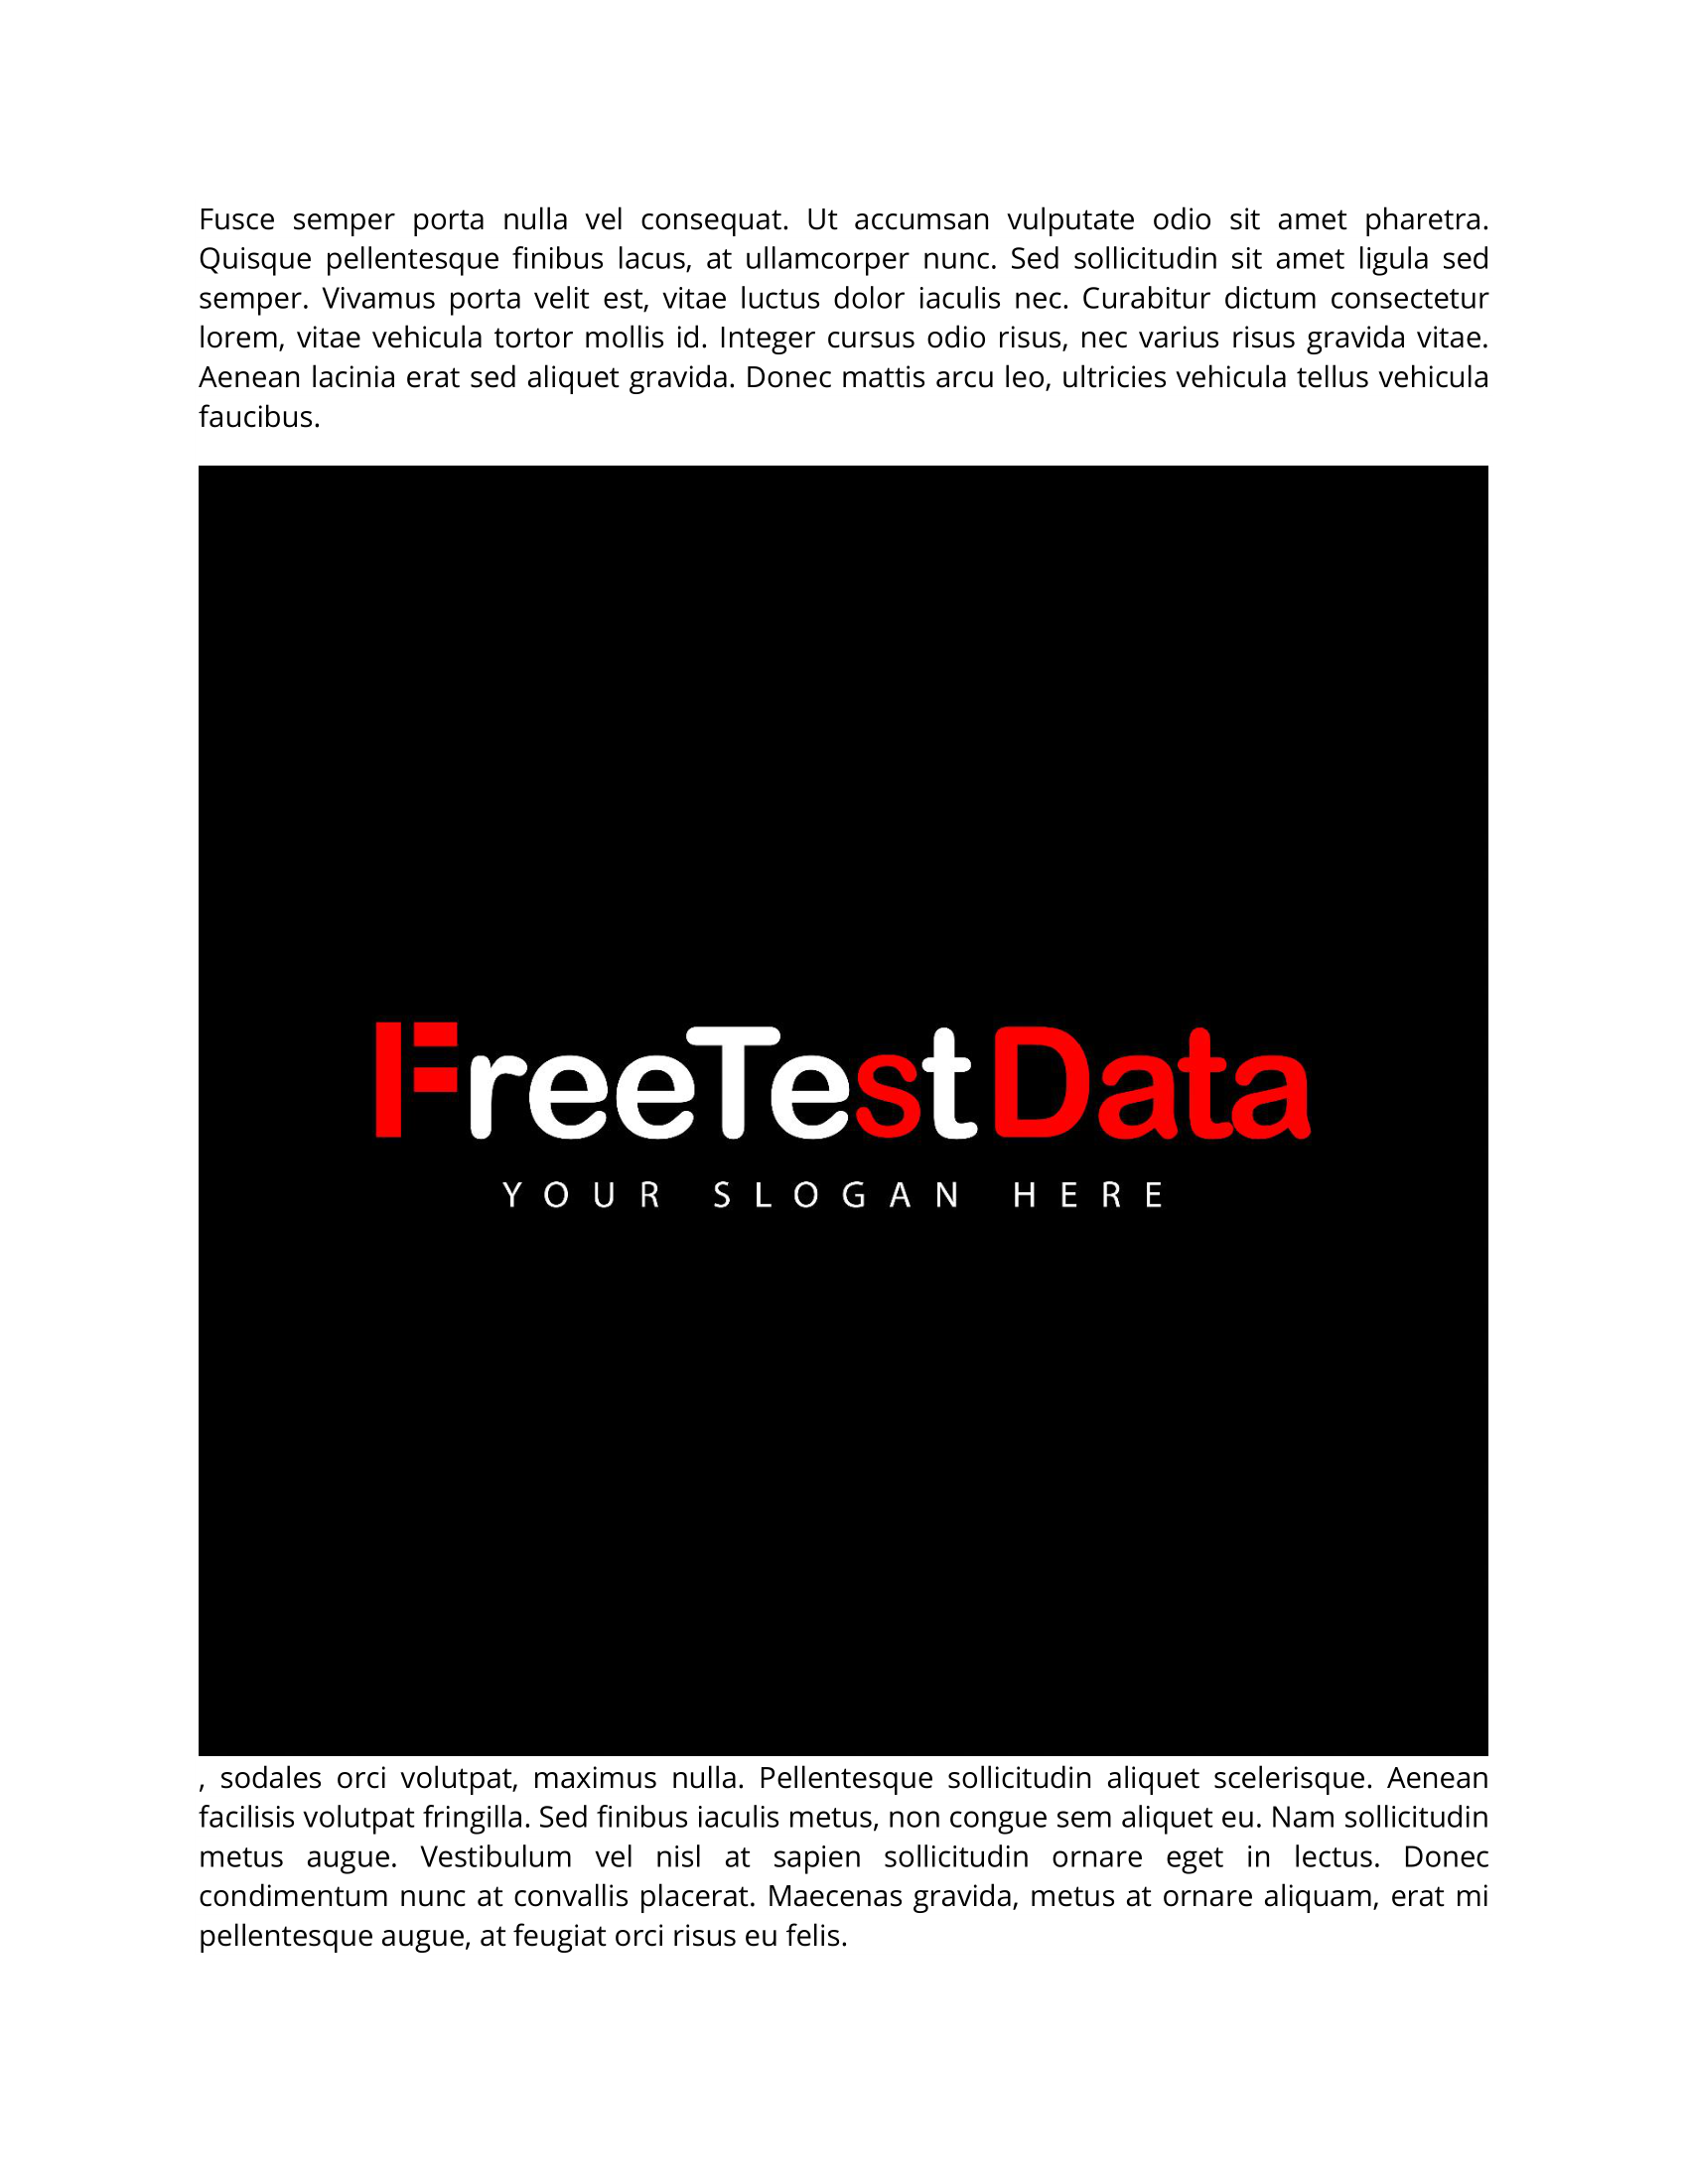 Fusce semper porta nulla vel consequat. Ut accumsan vulputate odio sit amet pharetra.
Quisque pellentesque finibus lacus, at ullamcorper nunc. Sed sollicitudin sit amet ligula sed
semper. Vivamus porta velit est, vitae luctus dolor iaculis nec. Curabitur dictum consectetur
lorem, vitae vehicula tortor mollis id. Integer cursus odio risus, nec varius risus gravida vitae.
Aenean lacinia erat sed aliquet gravida. Donec mattis arcu leo, ultricies vehicula tellus vehicula
faucibus.
FreeTestData
YOUR SLOGAN HERE
, sodales orci volutpat, maximus nulla. Pellentesque sollicitudin aliquet scelerisque. Aenean
facilisis volutpat fringilla. Sed finibus iaculis metus, non congue sem aliquet eu. Nam sollicitudin
metus augue. Vestibulum vel nisl at sapien sollicitudin ornare eget in lectus. Donec
condimentum nunc at convallis placerat. Maecenas gravida, metus at ornare aliquam, erat mi
pellentesque augue, at feugiat orci risus eu felis.